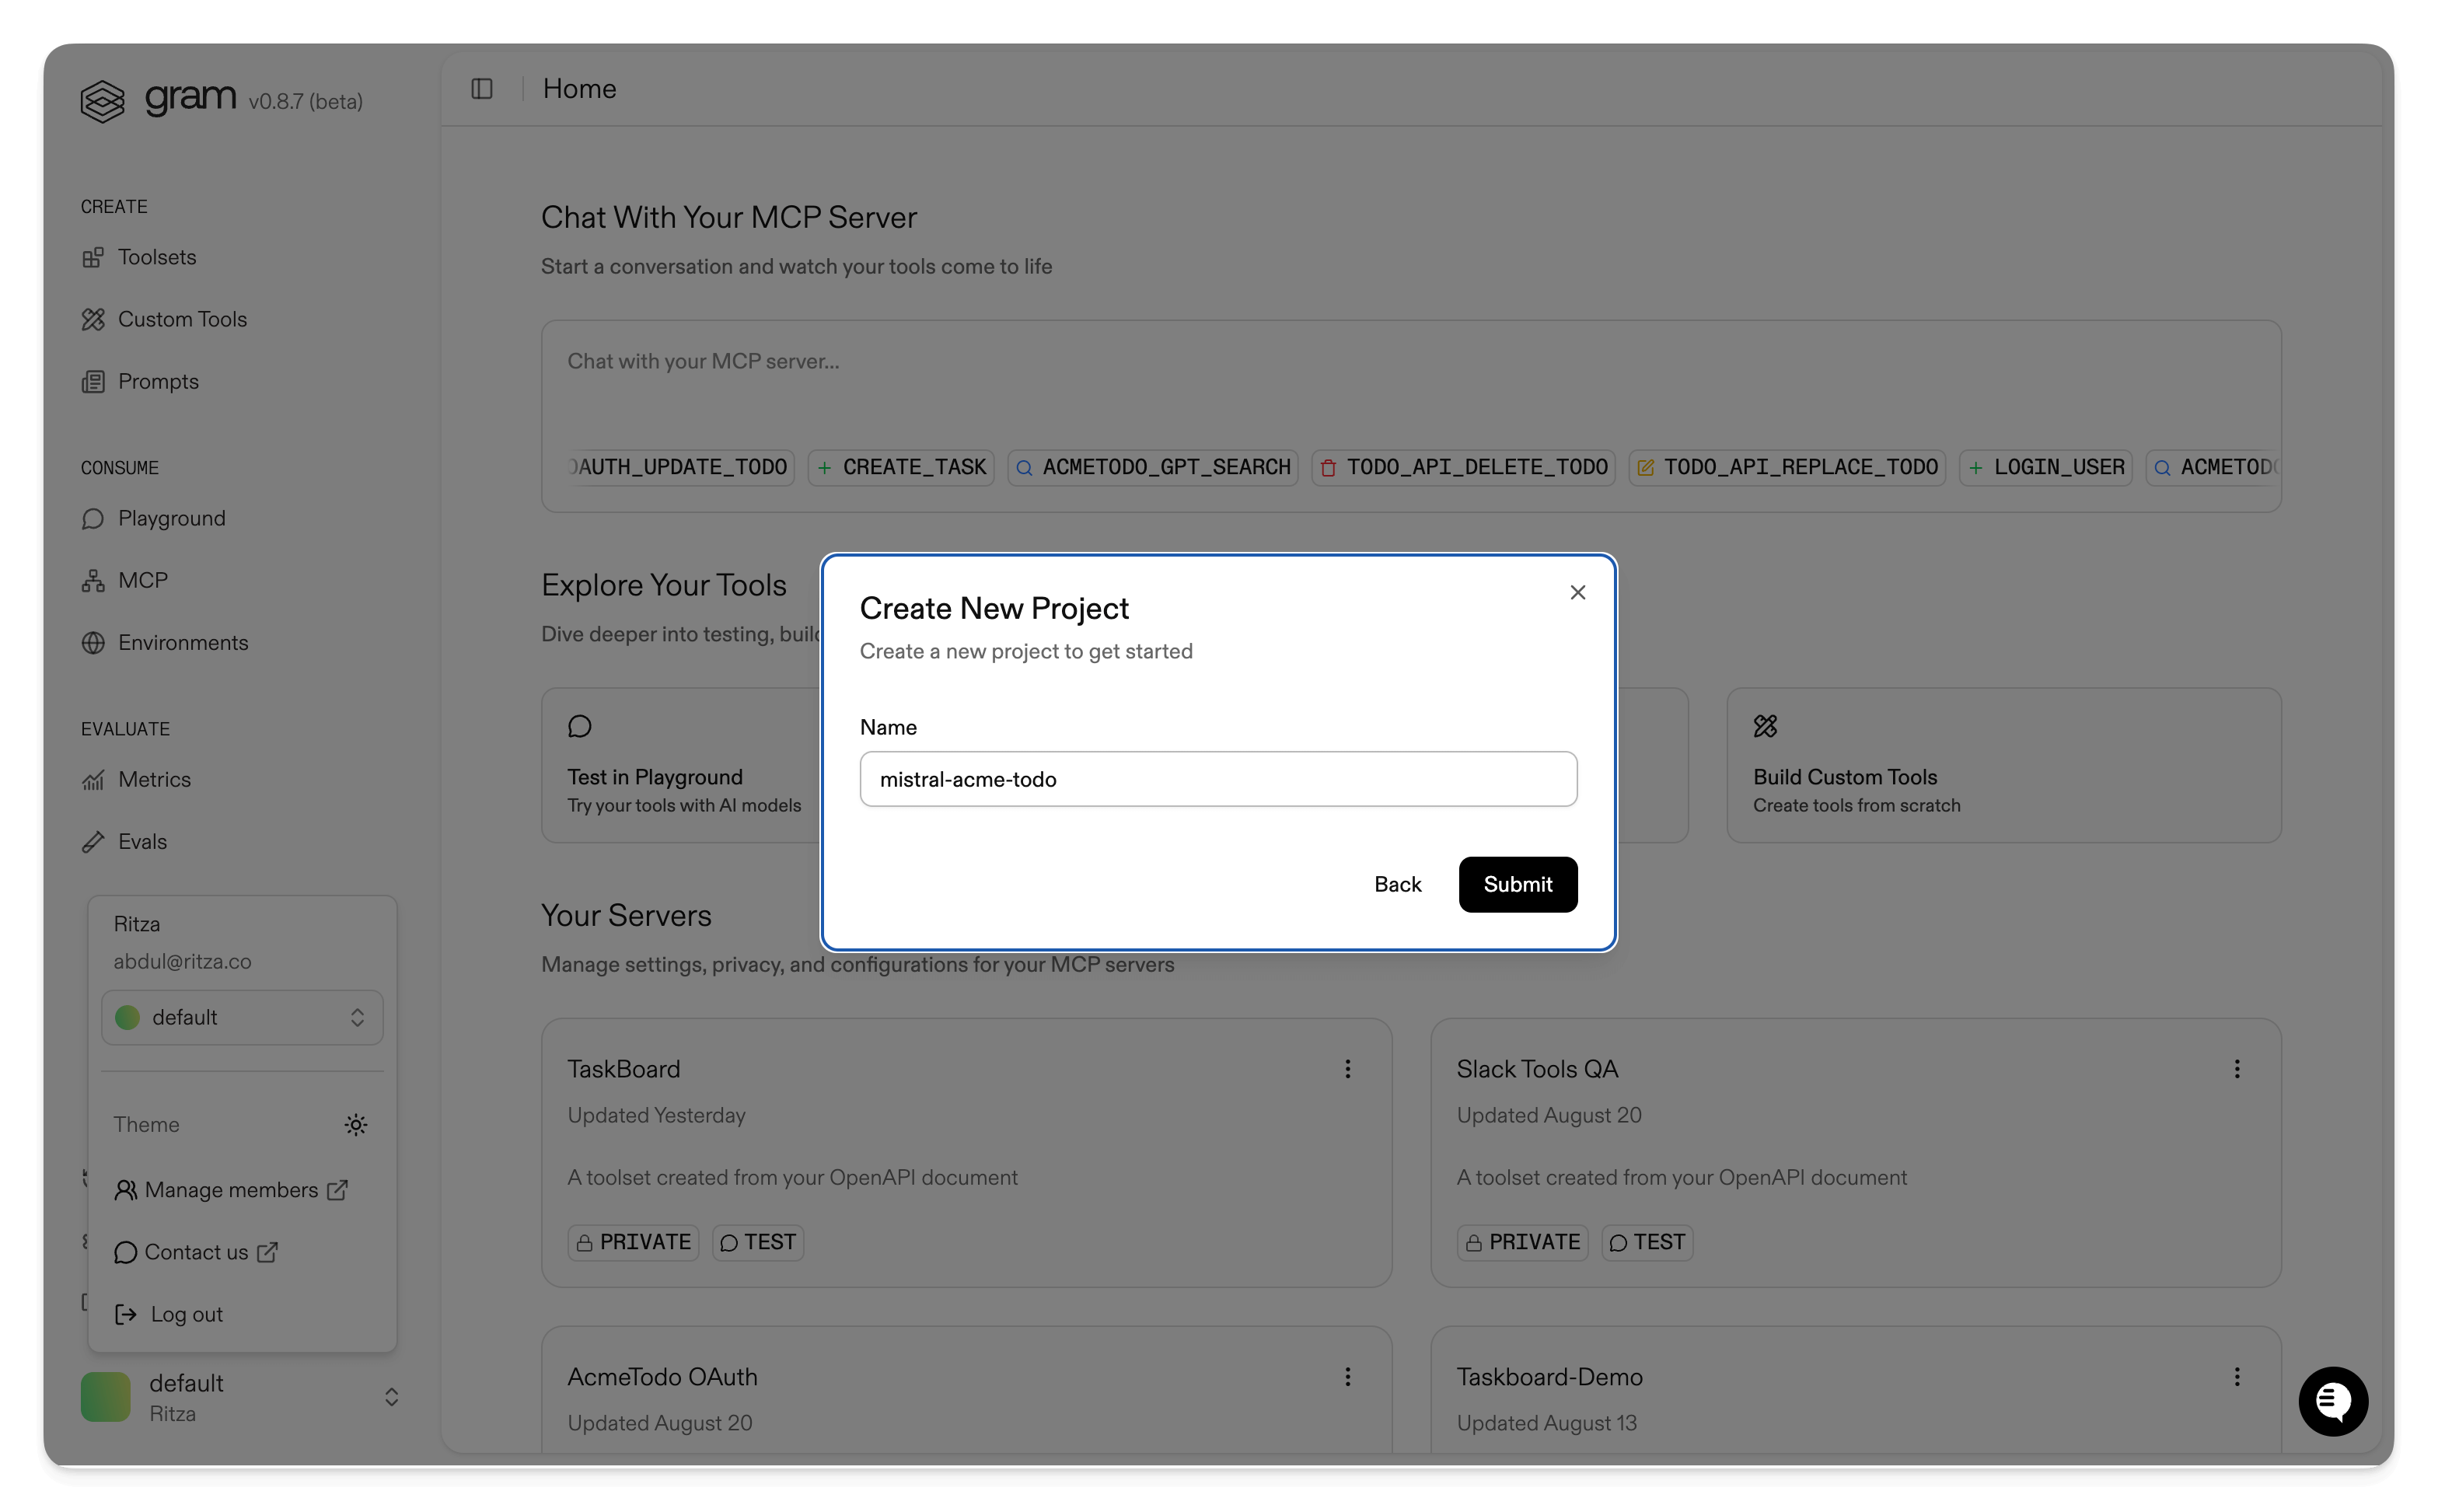 gram v0.8.7 (beta)
CREATE
Toolsets
Custom Tools
Prompts
CONSUME
Playground
MCP
Environments
EVALUATE
Metrics
Evals
Ritza
abdul@ritza.co
default
Theme
Manage members
Contact us
Log out
default
Ritza
Home
Chat With Your MCP Server
Start a conversation and watch your tools come to life
Chat with your MCP server...
OAUTH_UPDATE_TODO CREATE_TASK ACMETODO_GPT_SEARCH TODO_API_DELETE_TODO TODO_API_REPLACE_TODO LOGIN_USER
Explore Your Tools
Dive deeper into testing,
Test in Playground
Try your tools with AI models
Build Custom Tools
Create tools from scratch
Create New Project
Create a new project to get started
Name
mistral-acme-todo
Back Submit
Your Servers
Manage settings, privacy, and configurations for your MCP servers
TaskBoard
Updated Yesterday
A toolset created from your OpenAPI document
PRIVATE TEST
Slack Tools QA
Updated August 20
A toolset created from your OpenAPI document
PRIVATE TEST
AcmeTodo OAuth
Updated August 20
Taskboard-Demo
Updated August 13